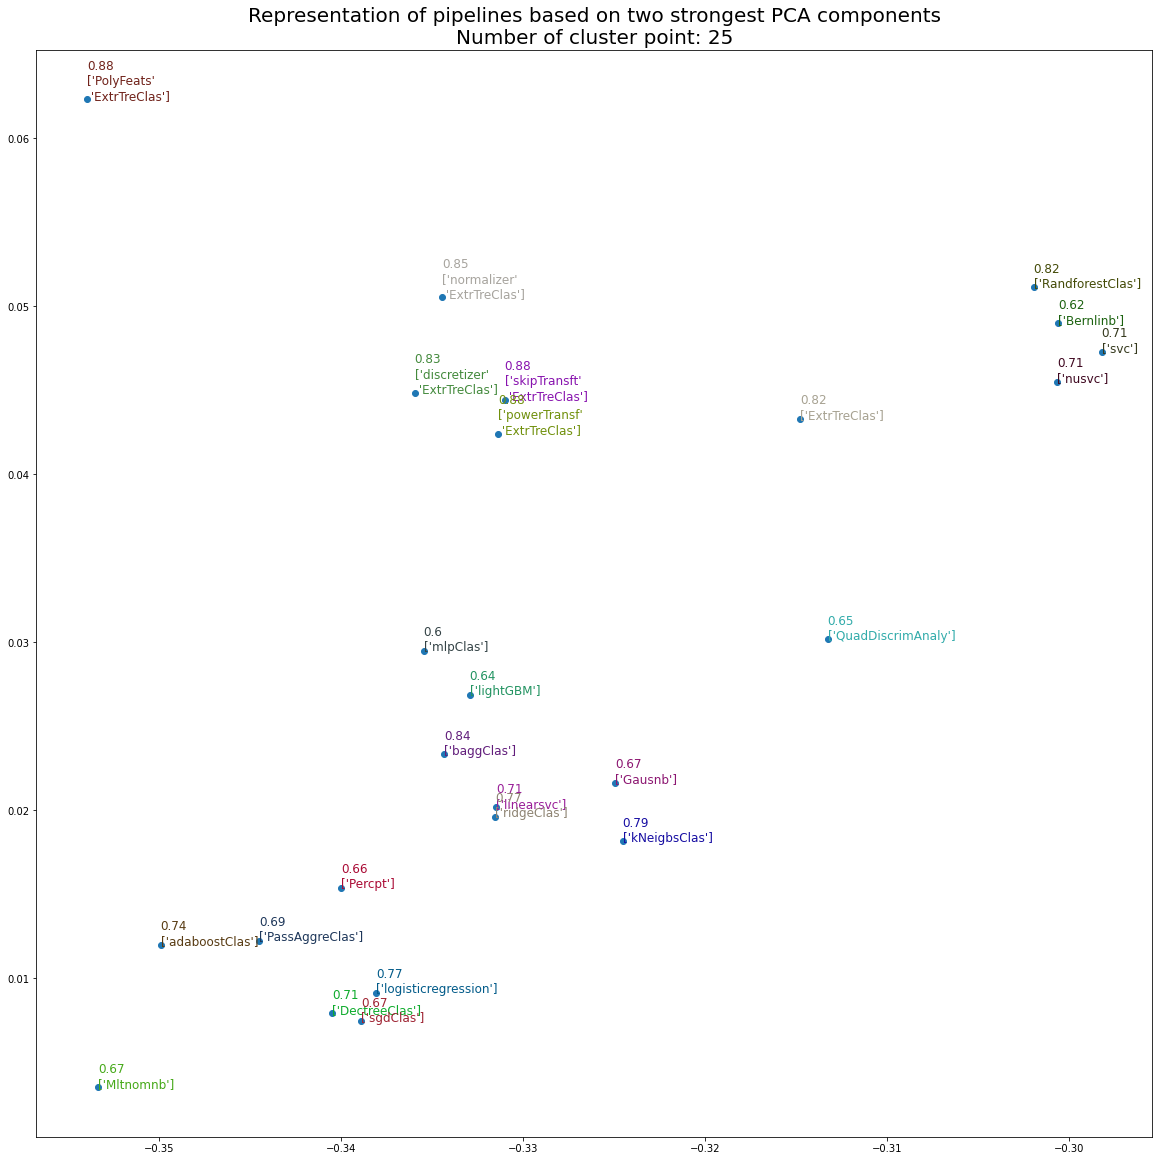 Representation of pipelines based on two strongest PCA components
Number of cluster point: 25
0.88
['PolyFeats'
'ExtrTreClas']
0.06
0.85
['normalizer'
'ExtrTreClas']
0.82
['RandforestClas']
0.05
0.62
['Bernlinb']
0.71
['svc']
0.83
['discretizer'
'ExtrTreClas']
0.88
['skipTransft'
'ExtrTreClas']
0.71
['nusvc']
0.88
['powerTransf'
'ExtrTreClas']
0.82
['ExtrTreClas']
0.04
0.65
['QuadDiscrimAnaly']
0.6
['mlpClas']
0.03
0.64
['lightGBM']
0.84
['baggClas']
0.67
['Gausnb']
0.71
['linearsvc']
0.77
['ridgeClas']
0.02
0.79
['kNeigbsClas']
0.66
['Percpt']
0.74
['adaboostClas']
0.69
['PassAggreClas']
0.77
['logisticregression']
0.01
0.71
['DectreeClas']
0.67
['sgdClas']
0.67
['Mltnomnb']
−0.35
−0.34
−0.33
−0.32
−0.31
−0.30